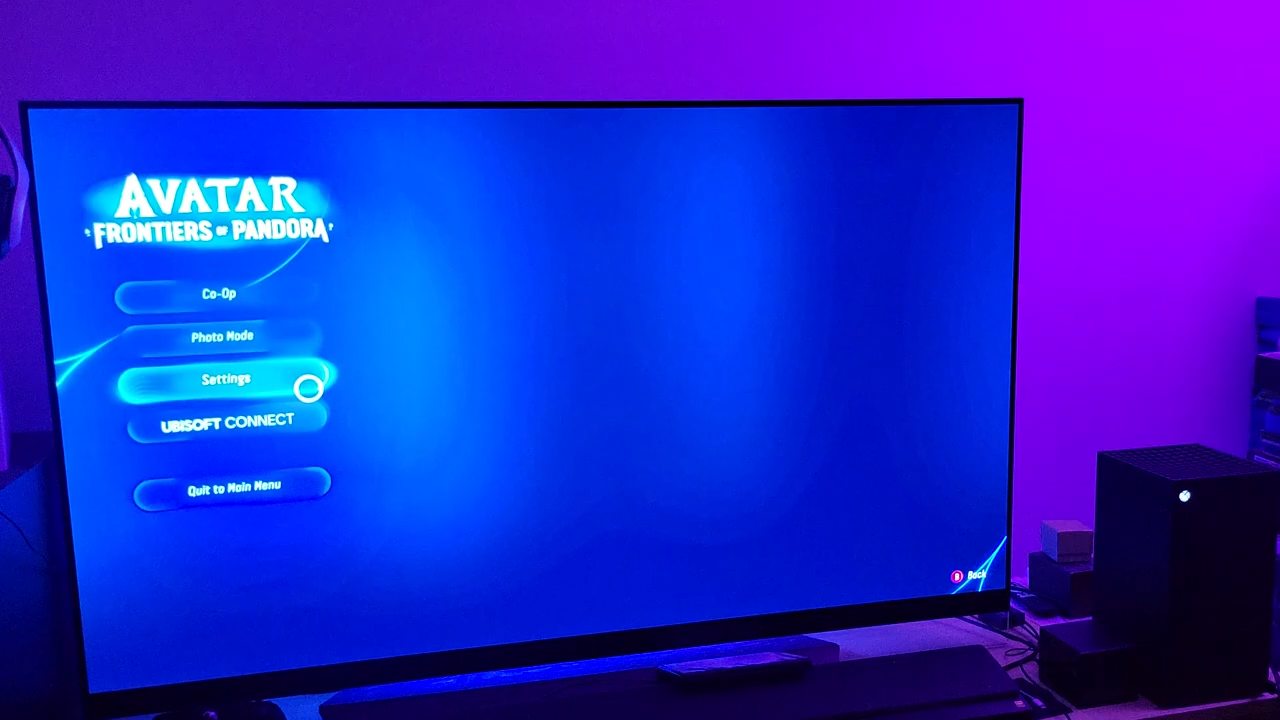 AVATAR
FRONTIERS OF PANDORA
Co-Op
Photo Mode
Settings
UBISOFT CONNECT
Quit to Main Menu
B Back